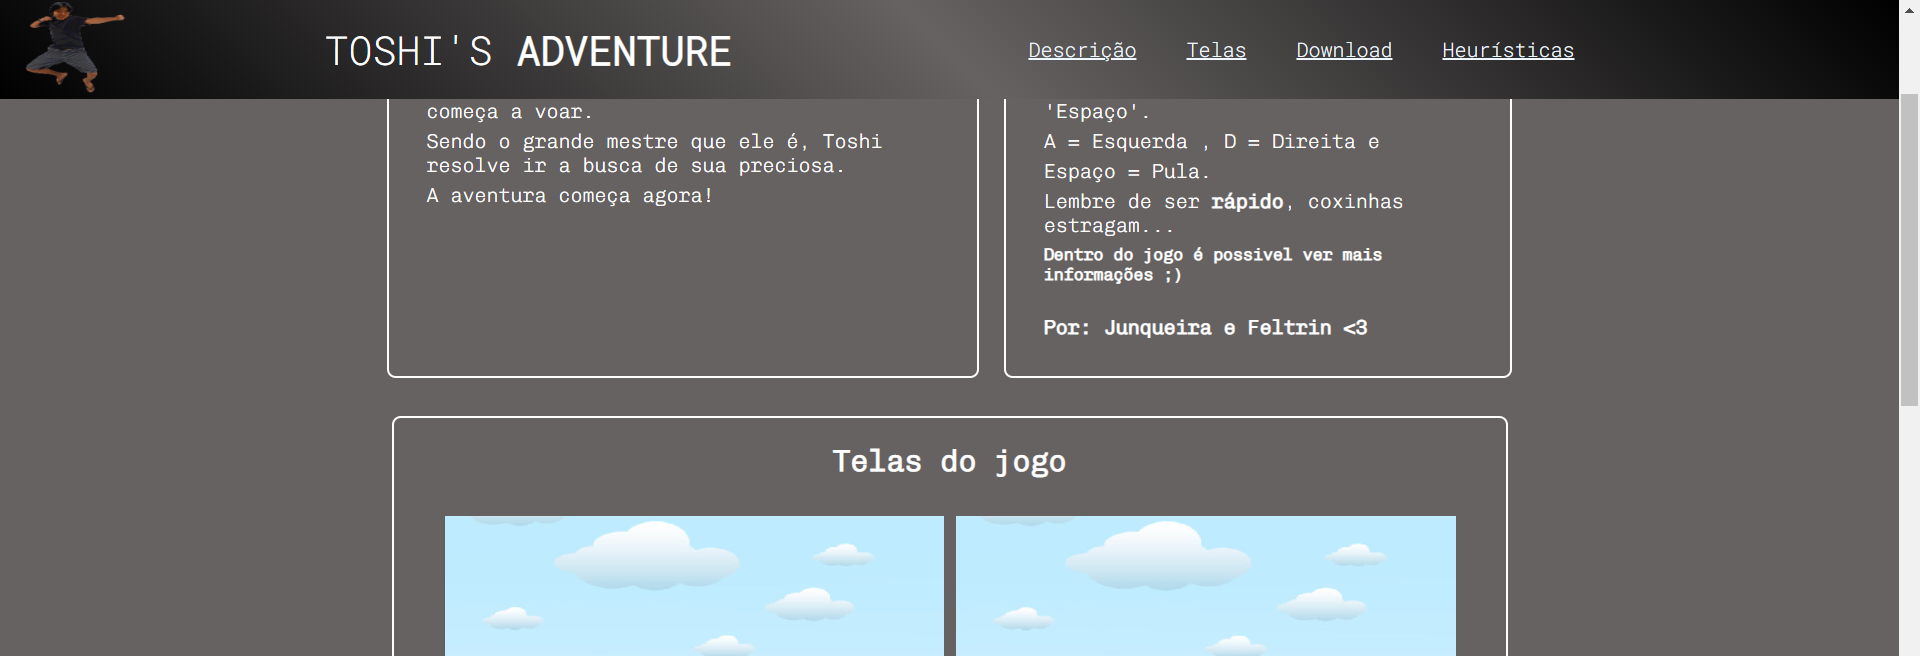 TOSHI'S ADVENTURE
Descrição Telas Download Heurísticas
começa a voar.
Sendo o grande mestre que ele é, Toshi
resolve ir a busca de sua preciosa.
A aventura começa agora!
'Espaço'.
A = Esquerda , D = Direita e
Espaço = Pula.
Lembre de ser rápido, coxinhas
estragam...
Dentro do jogo é possivel ver mais
informações ;)
Por: Junqueira e Feltrin <3
Telas do jogo